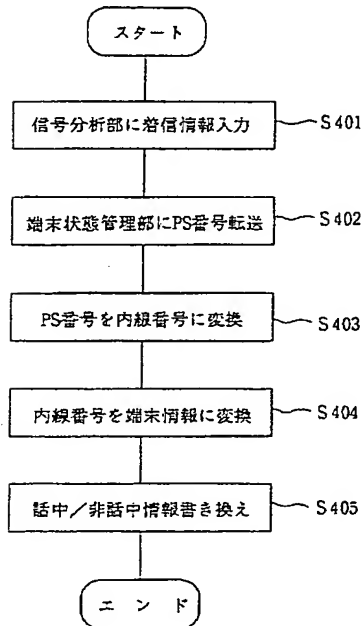 スタート
信号分析部に着信情報入力
S401
端末状態管理部にPS番号転送
S402
PS番号を内線番号に変換
S403
内線番号を端末情報に変換
S404
話中／非話中情報書き換え
S405
エンド